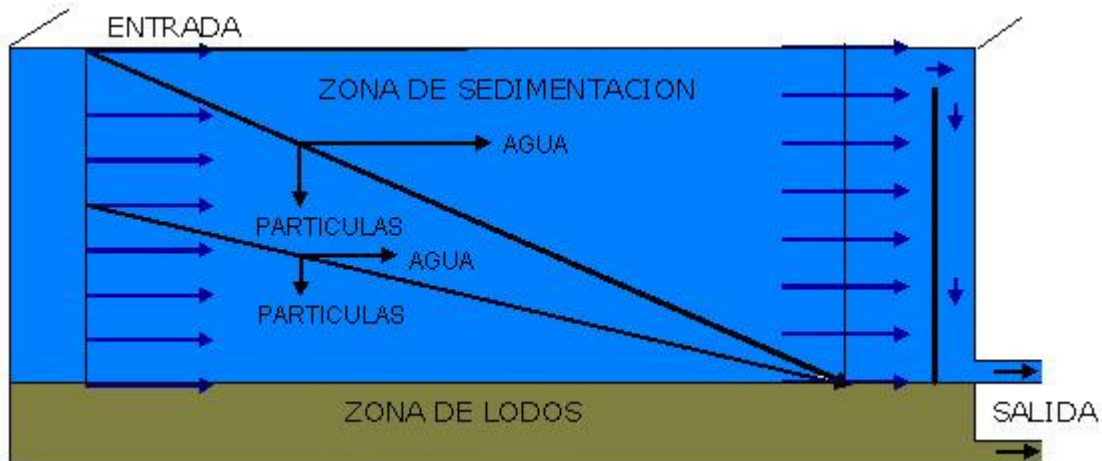 ENTRADA
ZONA DE SEDIMENTACION
AGUA
PARTICULAS
AGUA
PARTICULAS
ZONA DE LODOS
SALIDA